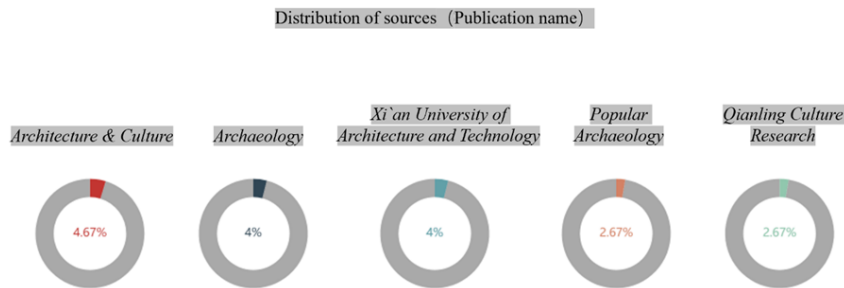 Distribution of sources（Publication name）
Architecture & Culture
Archaeology
Xi`an University of
Architecture and Technology
Popular
Archaeology
Qianling Culture
Research
4.67%
4%
4%
2.67%
2.67%